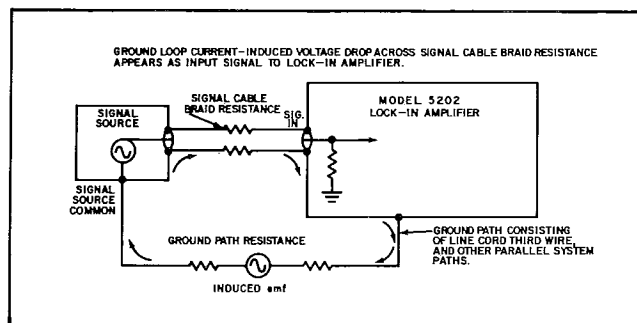 GROUND LOOP CURRENT-INDUCED VOLTAGE DROP ACROSS SIGNAL CABLE BRAID RESISTANCE
APPEARS AS INPUT SIGNAL TO LOCK-IN AMPLIFIER.
SIGNAL CABLE
BRAID RESISTANCE
SIG.
IN
MODEL 5202
LOCK-IN AMPLIFIER
SIGNAL
SOURCE
SIGNAL
SOURCE
COMMON
GROUND PATH RESISTANCE
INDUCED emf
GROUND PATH CONSISTING
OF LINE CORD THIRD WIRE,
AND OTHER PARALLEL SYSTEM
PATHS.